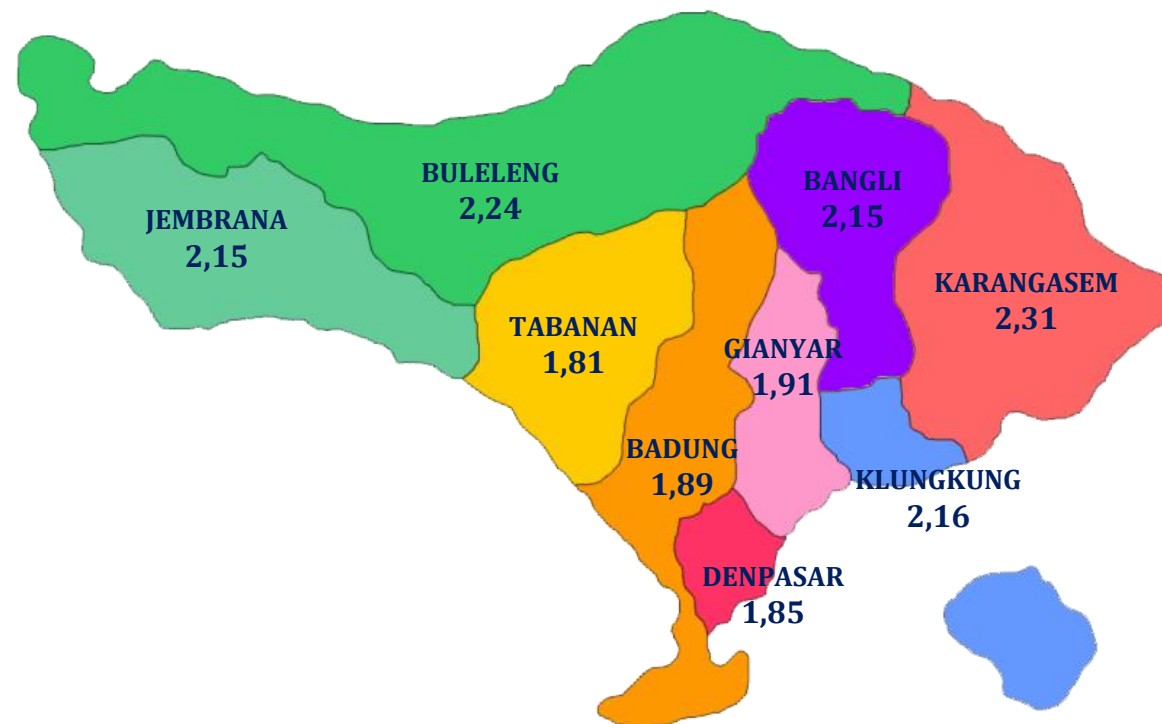 BULELENG
2,24
BANGLI
2,15
JEMBRANA
2,15
KARANGASEM
2,31
TABANAN
1,81
GIANYAR
1,91
BADUNG
1,89
KLUNGKUNG
2,16
DENPASAR
1,85